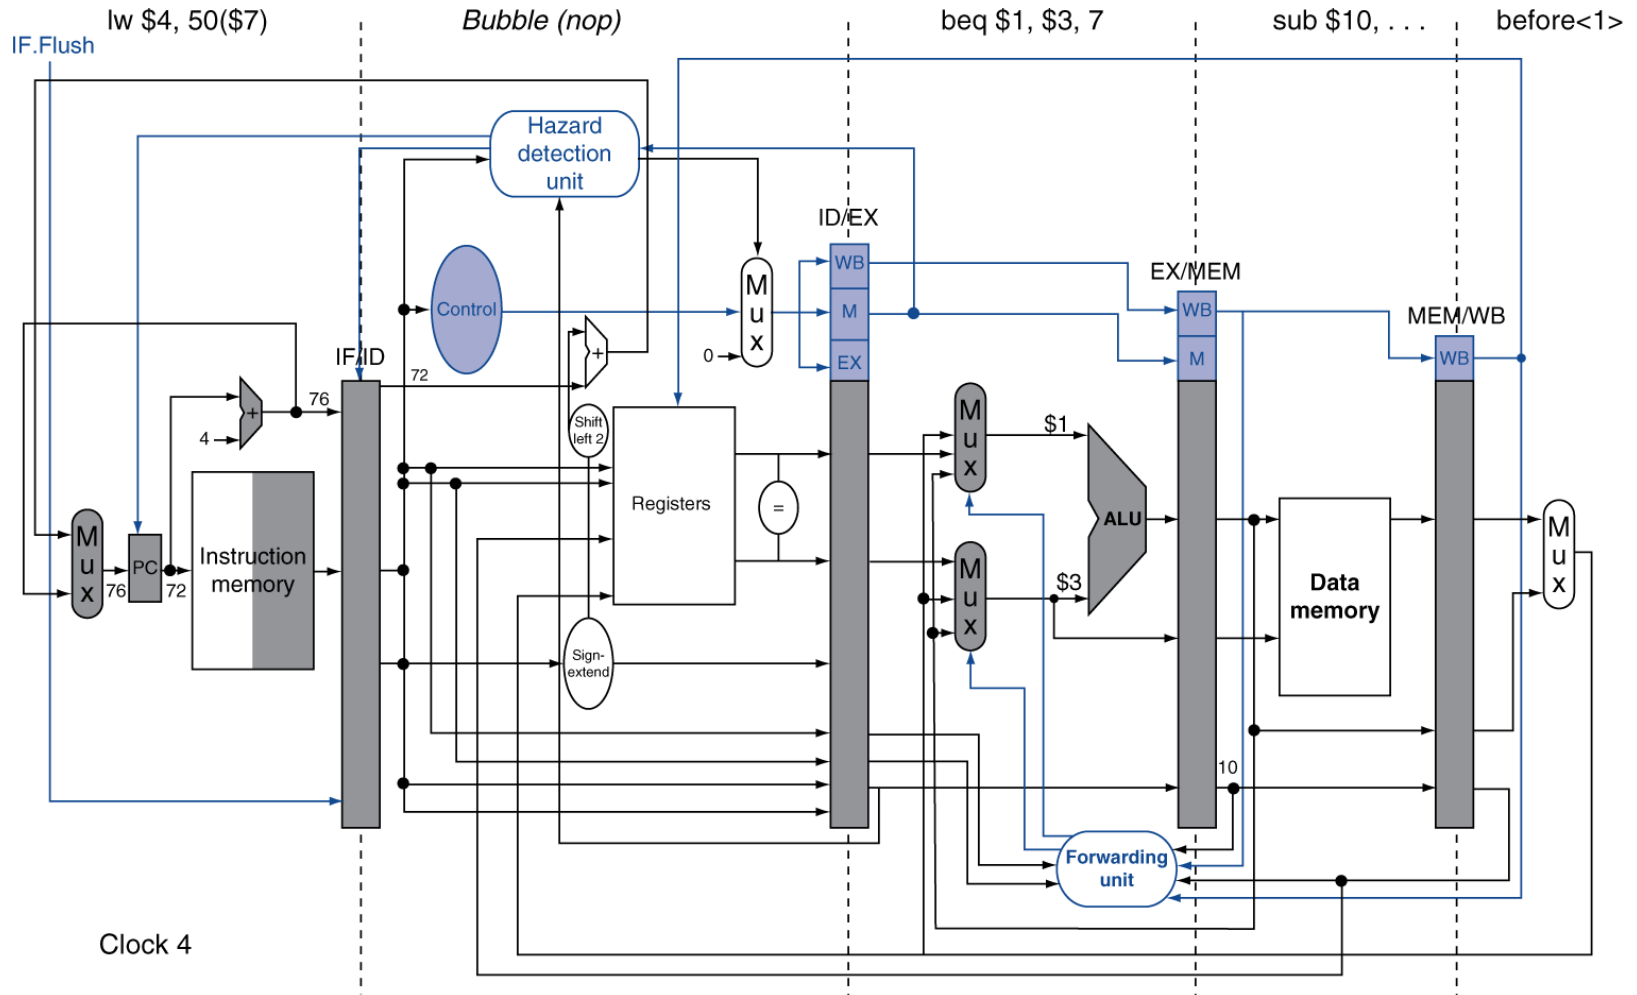 lw $4, 50($7)
Bubble (nop)
beq $1, $3, 7
sub $10, . . .
before<1>
IF.Flush
Hazard
detection
unit
ID/EX
WB
M
EX
EX/MEM
WB
M
MEM/WB
WB
Control
M
u
x
0
+
IF/ID
72
76
+
4
Shift
left 2
Registers
=
M
u
x
$1
ALU
M
u
x
$3
M
u
x
76
PC
72
Instruction
memory
Data
memory
M
u
x
Sign-
extend
10
Forwarding
unit
Clock 4